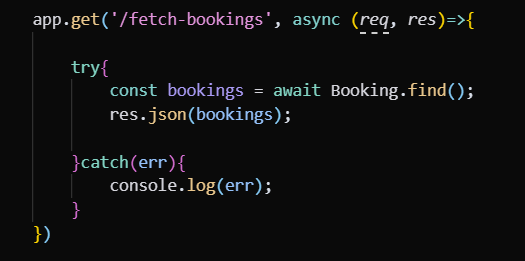 app.get('/fetch-bookings', async (req, res)=>{
try{
const bookings = await Booking.find();
res.json(bookings);
}catch(err){
console.log(err);
}
})